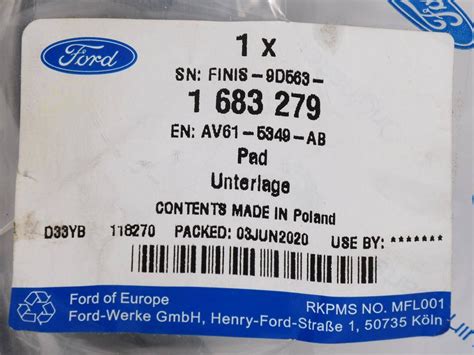 Ford
1 x
SN: FINIS-9D563-
1 683 279
EN: AV61-5349-AB
Pad
Unterlage
CONTENTS MADE IN Poland
D33YB 118270 PACKED: 03JUN2020 USE BY: *******
Ford of Europe
RKPMS NO. MFL001
Ford-Werke GmbH, Henry-Ford-Straße 1, 50735 Köln